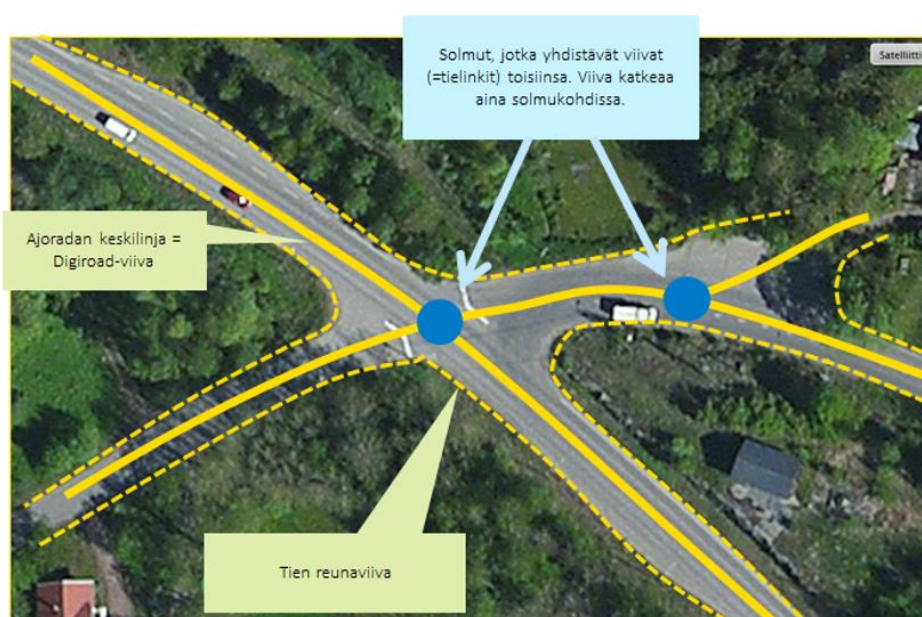 Solmut, jotka yhdistävät viivat
(=tielinkit) toisiinsa. Viiva katkeaa
aina solmukohdissa.
Satelliitti
Ajoradan keskilinja =
Digiroad-viiva
Tien reunaviiva